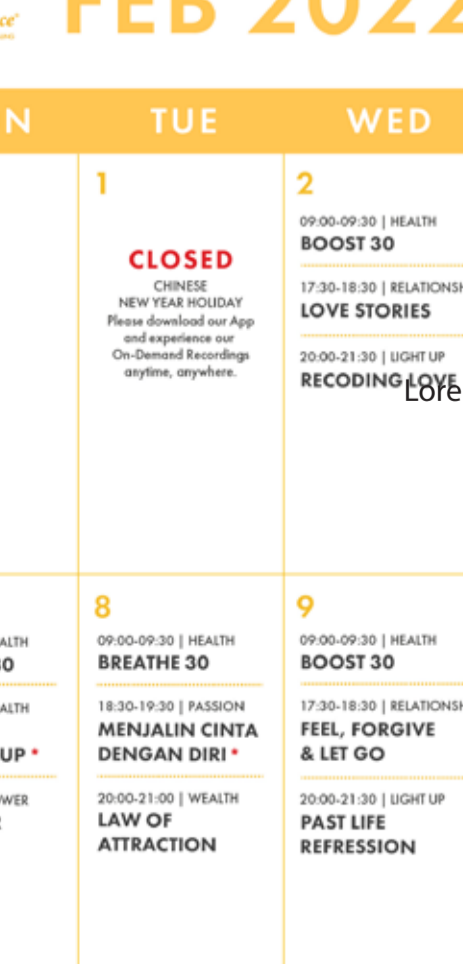 FEB 2022
TUE
WED
1
CLOSED
CHINESE
NEW YEAR HOLIDAY
Please download our App
and experience our
On-Demand Recordings
anytime, anywhere.
2
09:00-09:30 | HEALTH
BOOST 30
17:30-18:30 | RELATIONSH
LOVE STORIES
20:00-21:30 | LIGHT UP
RECODING LOVE
Lore
ALTH
ALTH
UP *
8
09:00-09:30 | HEALTH
BREATHE 30
18:30-19:30 | PASSION
MENJALIN CINTA
DENGAN DIRI *
20:00-21:00 | WEALTH
LAW OF
ATTRACTION
9
09:00-09:30 | HEALTH
BOOST 30
17:30-18:30 | RELATIONSH
FEEL, FORGIVE
& LET GO
20:00-21:30 | LIGHT UP
PAST LIFE
REFRESSION